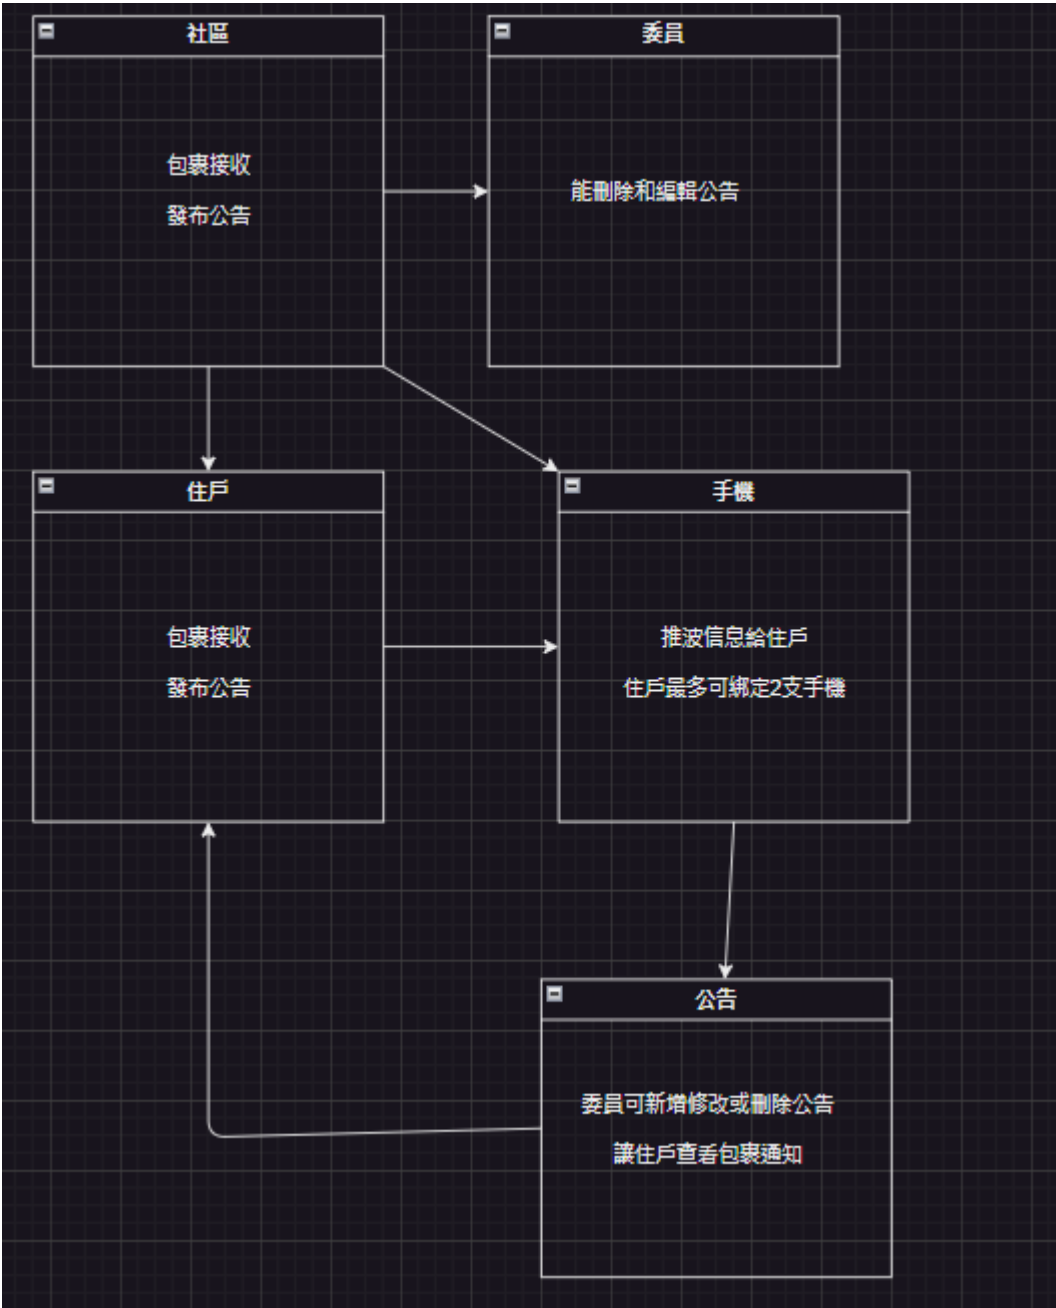 社區
包裹接收
發布公告
委員
能刪除和編輯公告
住戶
包裹接收
發布公告
手機
推波信息給住戶
住戶最多可綁定2支手機
公告
委員可新增修改或刪除公告
讓住戶查看包裹通知